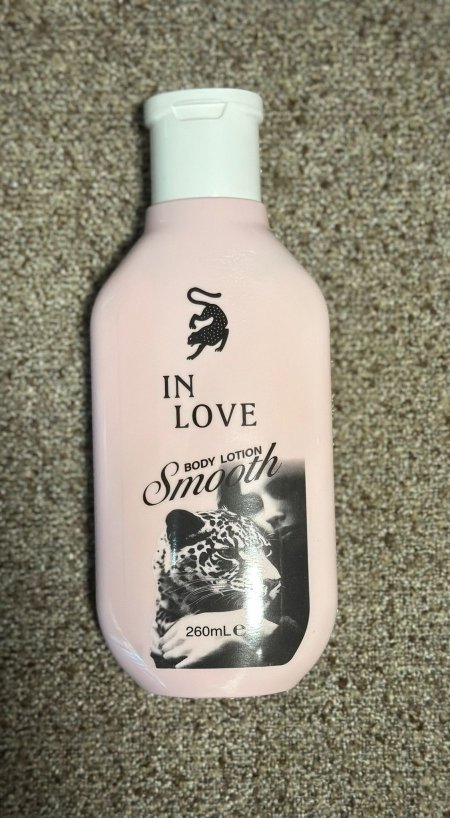 IN
LOVE
BODY LOTION
Smooth
260mL ℮